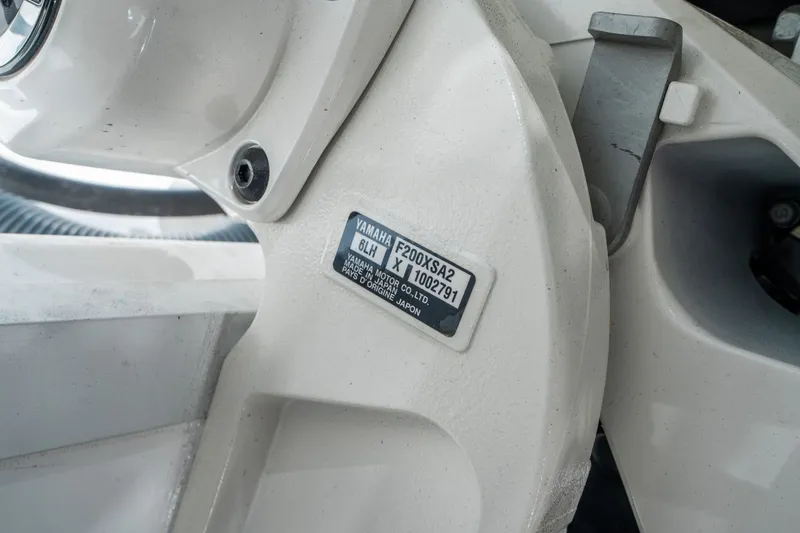 YAMAHA F200XSA2
6LH X 1002791
YAMAHA MOTOR CO.,LTD.
MADE IN JAPAN
PAYS D'ORIGINE JAPON